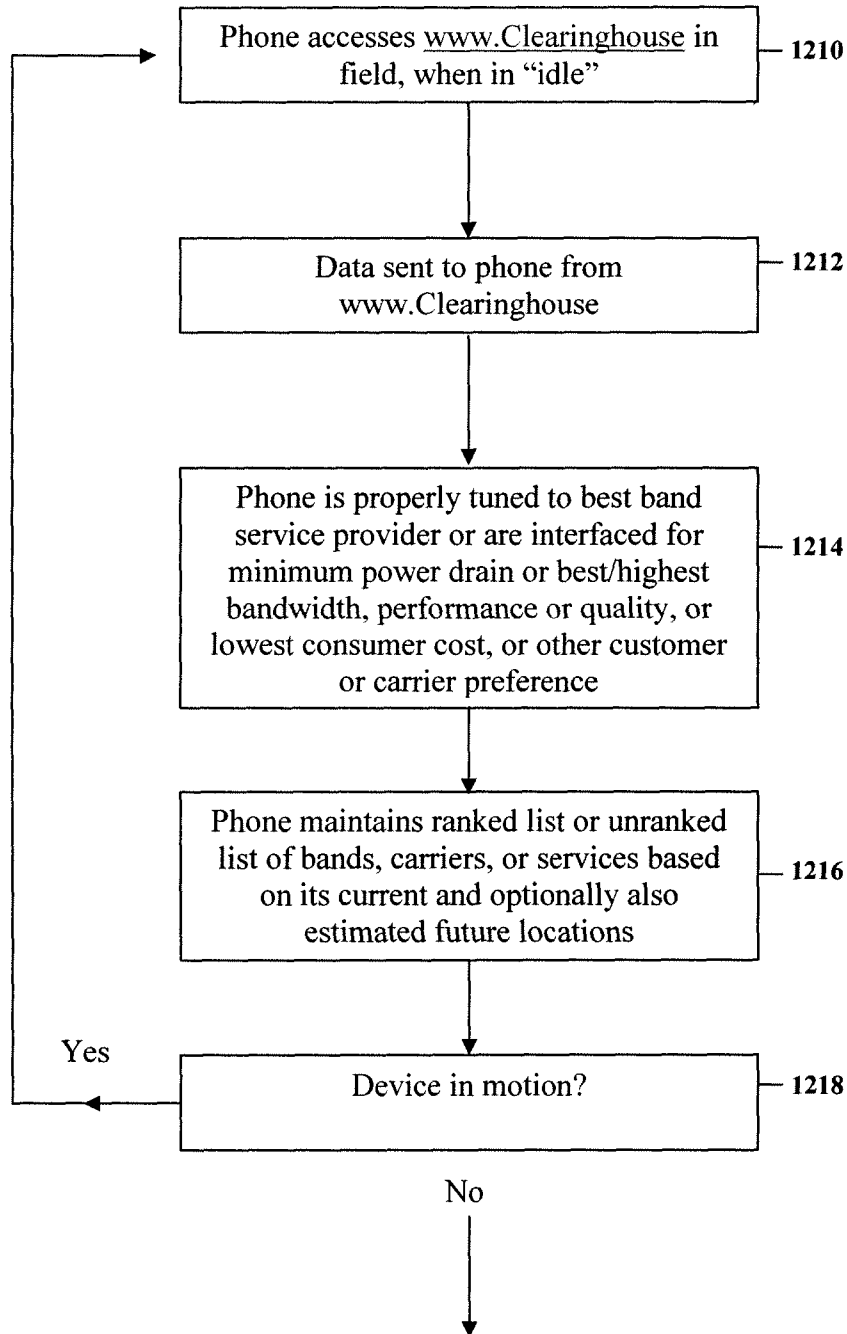 Phone accesses www.Clearinghouse in
field, when in “idle”
1210
Data sent to phone from
www.Clearinghouse
1212
Phone is properly tuned to best band
service provider or are interfaced for
minimum power drain or best/highest
bandwidth, performance or quality, or
lowest consumer cost, or other customer
or carrier preference
1214
Phone maintains ranked list or unranked
list of bands, carriers, or services based
on its current and optionally also
estimated future locations
1216
Yes
Device in motion?
1218
No